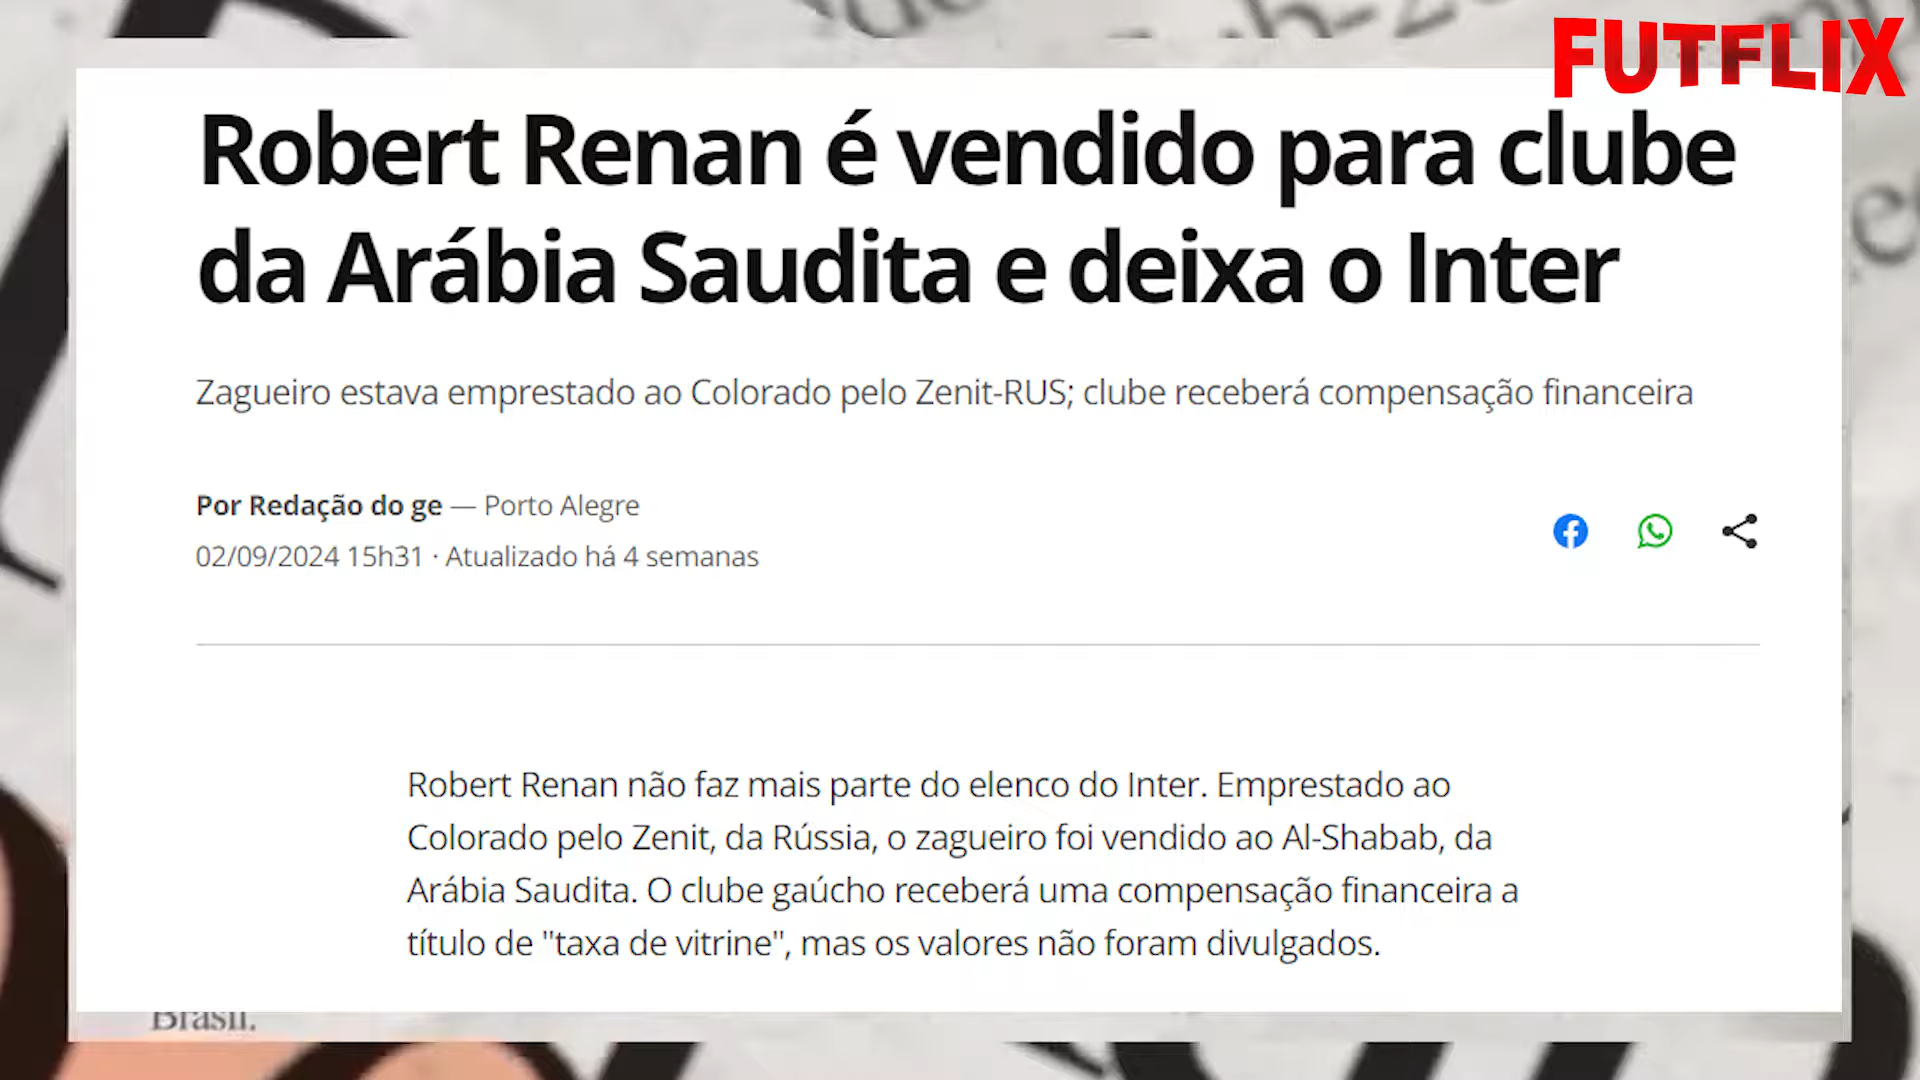 FUTFLIX
Robert Renan é vendido para clube
da Arábia Saudita e deixa o Inter
Zagueiro estava emprestado ao Colorado pelo Zenit-RUS; clube receberá compensação financeira
Por Redação do ge — Porto Alegre
02/09/2024 15h31 · Atualizado há 4 semanas
Robert Renan não faz mais parte do elenco do Inter. Emprestado ao
Colorado pelo Zenit, da Rússia, o zagueiro foi vendido ao Al-Shabab, da
Arábia Saudita. O clube gaúcho receberá uma compensação financeira a
título de "taxa de vitrine", mas os valores não foram divulgados.
Brasil.